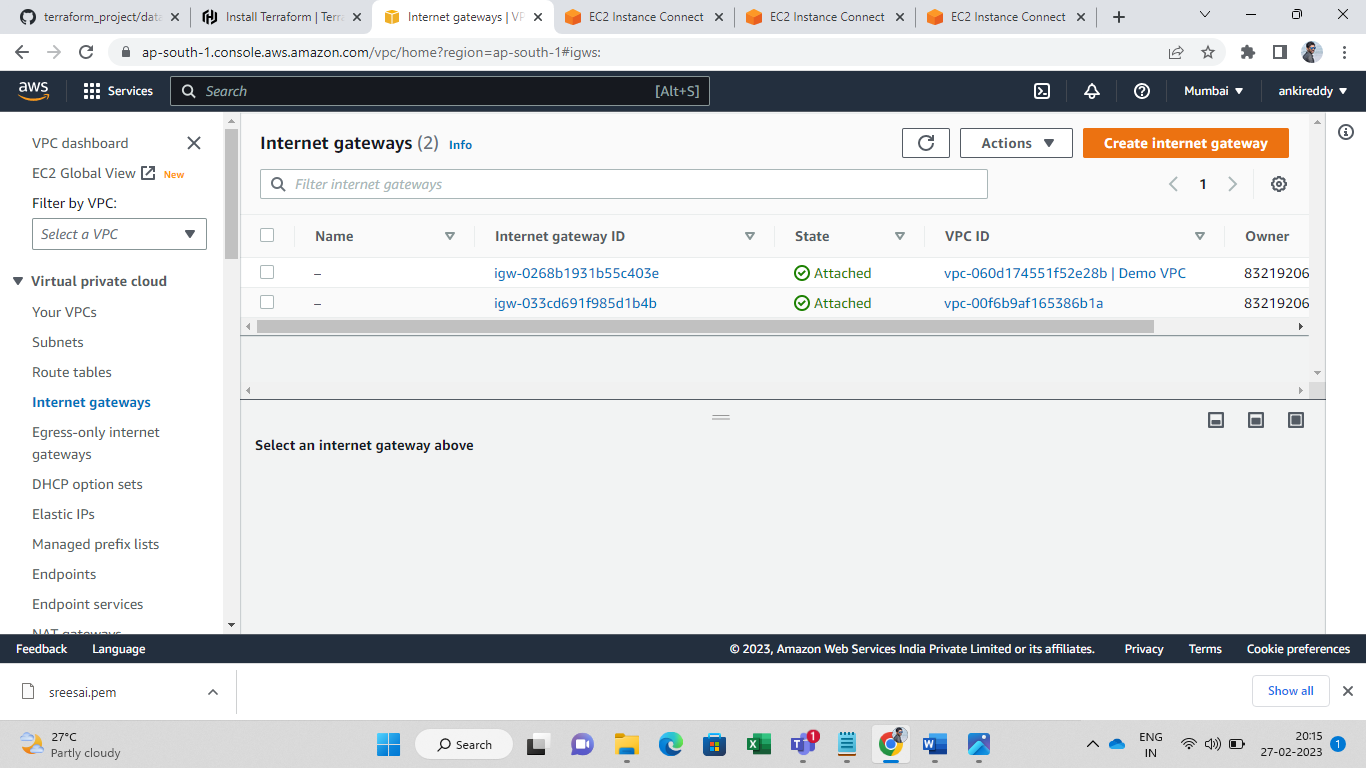 terraform_project/data
Install Terraform | Terra
Internet gateways | VP
EC2 Instance Connect
EC2 Instance Connect
EC2 Instance Connect
ap-south-1.console.aws.amazon.com/vpc/home?region=ap-south-1#igws:
aws
Services
Search
[Alt+S]
Mumbai
ankireddy
VPC dashboard
EC2 Global View
New
Filter by VPC:
Select a VPC
Virtual private cloud
Your VPCs
Subnets
Route tables
Internet gateways
Egress-only internet
gateways
DHCP option sets
Elastic IPs
Managed prefix lists
Endpoints
Endpoint services
NAT gateways
Internet gateways (2) Info
Actions
Create internet gateway
Filter internet gateways
1
Name Internet gateway ID State VPC ID Owner
– igw-0268b1931b55c403e Attached vpc-060d174551f52e28b | Demo VPC 83219206
– igw-033cd691f985d1b4b Attached vpc-00f6b9af165386b1a 83219206
Select an internet gateway above
Feedback Language © 2023, Amazon Web Services India Private Limited or its affiliates. Privacy Terms Cookie preferences
sreesai.pem
Show all
27°C
Partly cloudy
Search
1
ENG
IN
20:15
27-02-2023
1